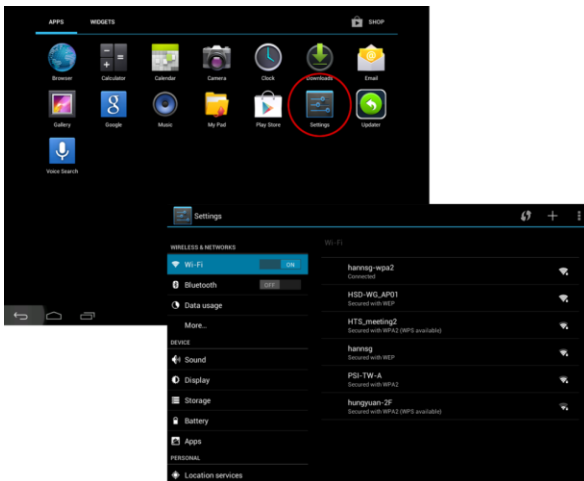 APPS WIDGETS SHOP
Browser Calculator Calendar Camera Clock Downloads Email
Gallery Google Music My Pad Play Store Settings Updater
Voice Search
Settings
WIRELESS & NETWORKS
Wi-Fi ON
Bluetooth OFF
Data usage
More...
DEVICE
Sound
Display
Storage
Battery
Apps
PERSONAL
Location services
Wi-Fi
hannsg-wpa2
Connected
HSD-WG_AP01
Secured with WEP
HTS_meeting2
Secured with WPA2 (WPS available)
hannsg
Secured with WEP
PSI-TW-A
Secured with WPA2
hungyuan-2F
Secured with WPA2 (WPS available)